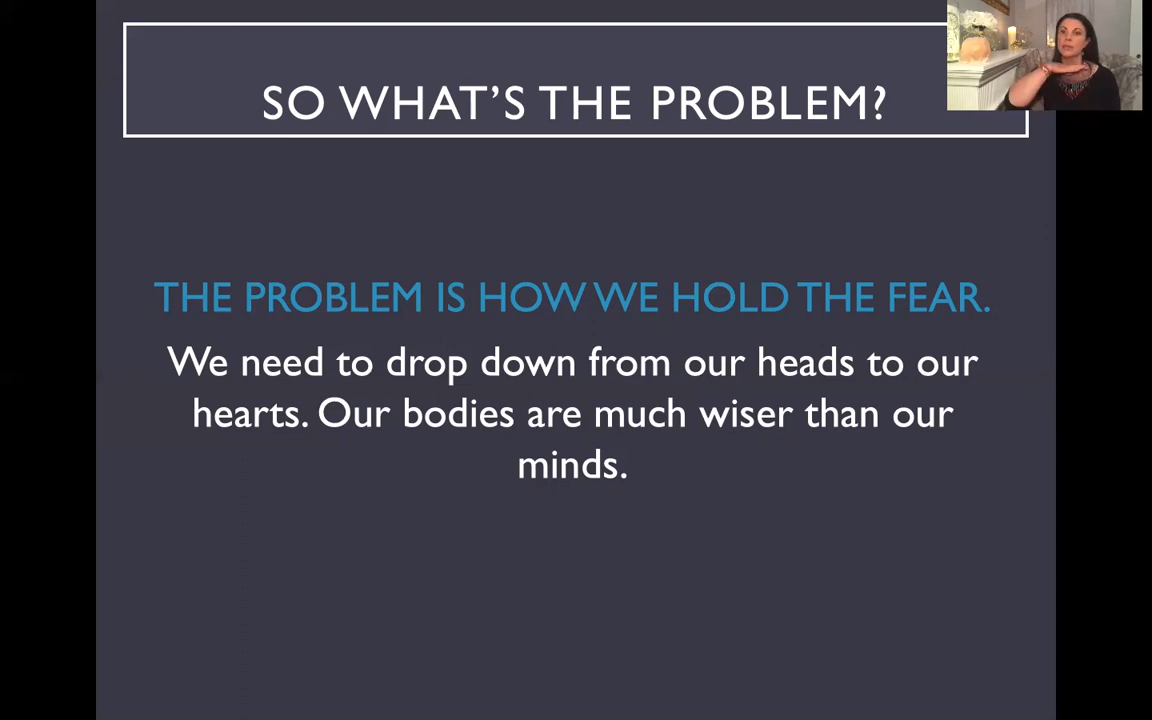 SO WHAT'S THE PROBLEM?
THE PROBLEM IS HOW WE HOLD THE FEAR.
We need to drop down from our heads to our
hearts. Our bodies are much wiser than our
minds.